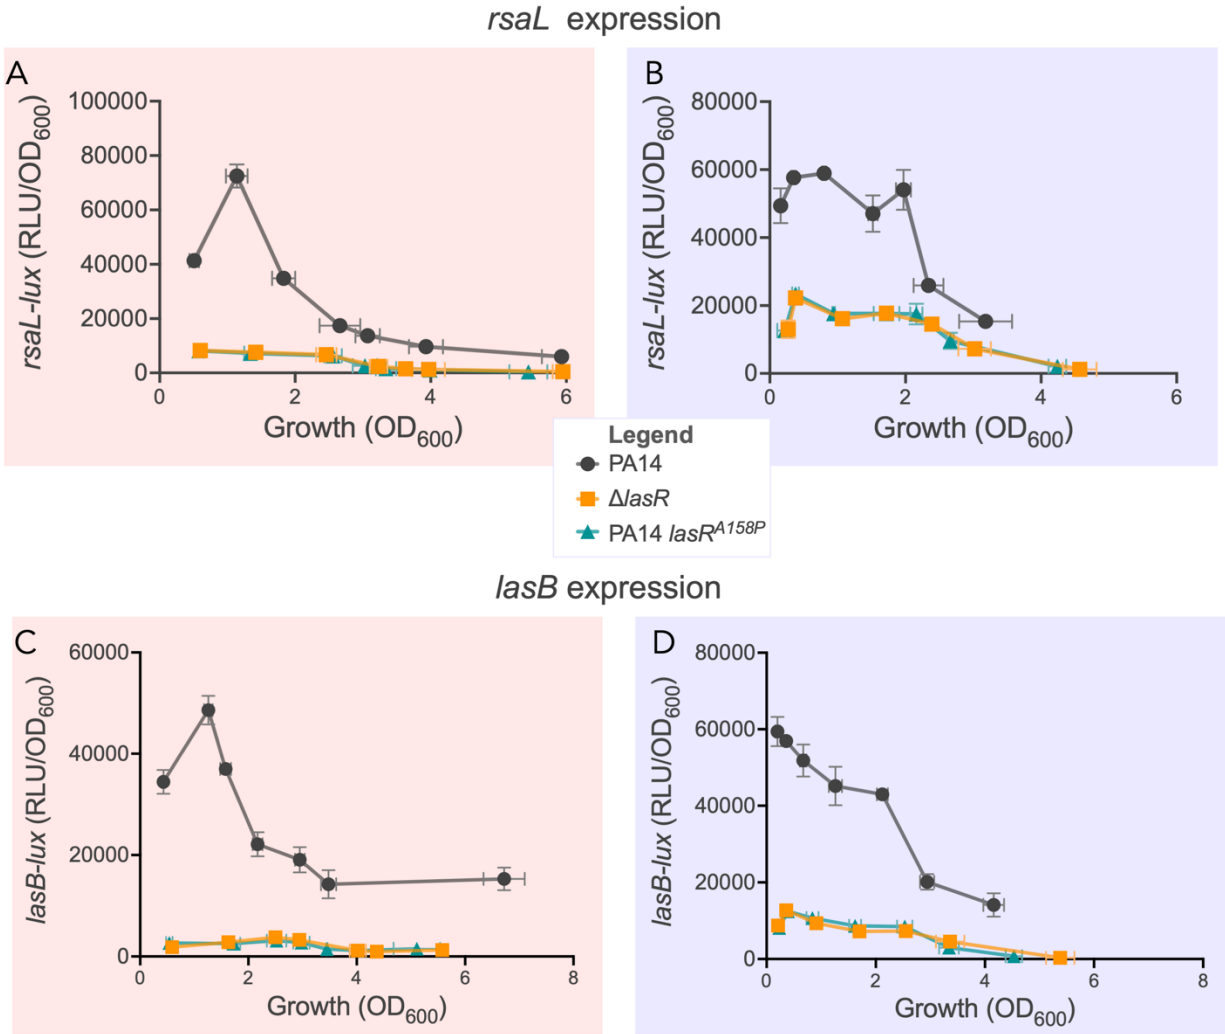 rsaL expression
A
rsaL-lux (RLU/OD600)
100000
80000
60000
40000
20000
0
0 2 4 6
Growth (OD600)
B
rsaL-lux (RLU/OD600)
80000
60000
40000
20000
0
0 2 4 6
Growth (OD600)
Legend
PA14
ΔlasR
PA14 lasRA158P
lasB expression
C
lasB-lux (RLU/OD600)
60000
40000
20000
0
0 2 4 6 8
Growth (OD600)
D
lasB-lux (RLU/OD600)
80000
60000
40000
20000
0
0 2 4 6 8
Growth (OD600)